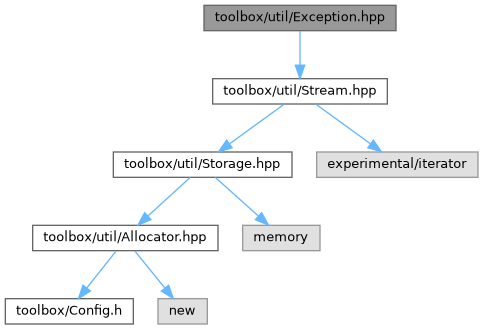 toolbox/util/Exception.hpp
toolbox/util/Stream.hpp
toolbox/util/Storage.hpp
experimental/iterator
toolbox/util/Allocator.hpp
memory
toolbox/Config.h
new